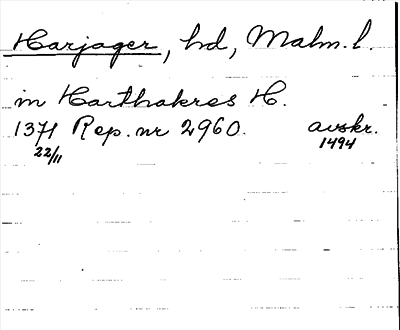 Harjager, hd, Malm. l.
in Harthakres H.
1371 Rep. nr 2960. avskr.
22/11 1494